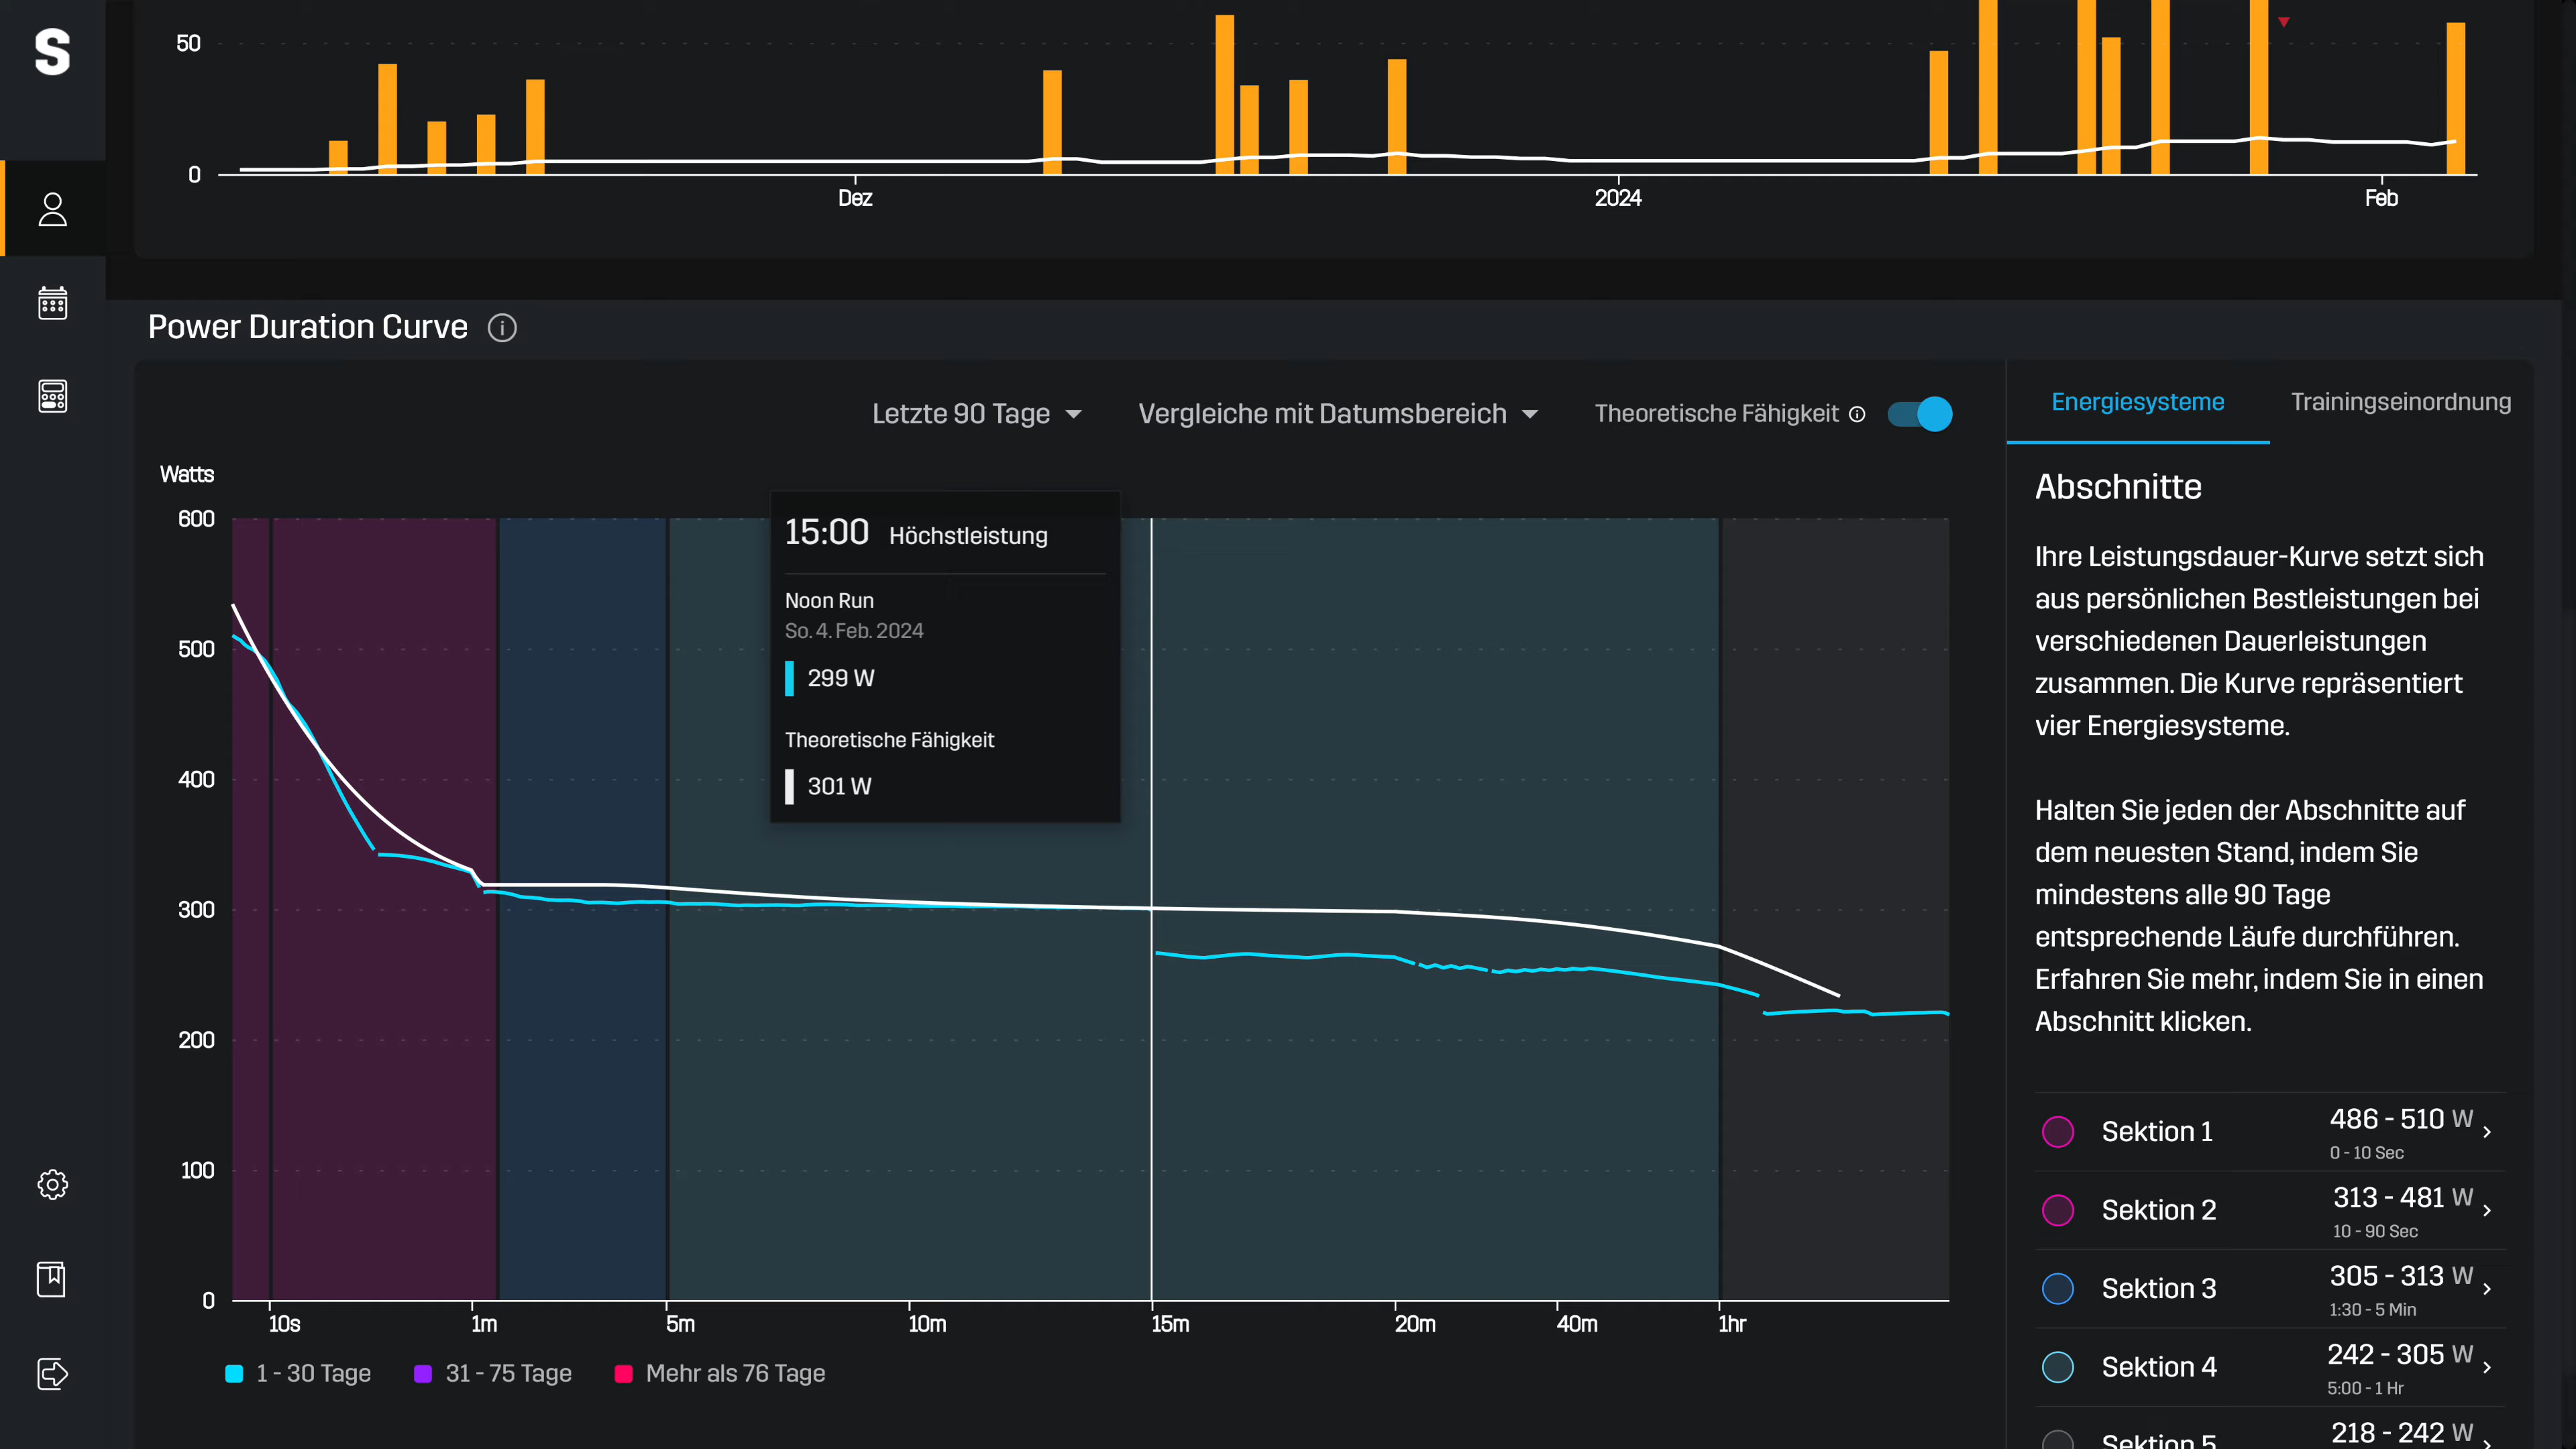 S
50
0
Dez
2024
Feb
Power Duration Curve
Letzte 90 Tage
Vergleiche mit Datumsbereich
Theoretische Fähigkeit
Energiesysteme
Trainingseinordnung
Watts
600
500
400
300
200
100
0
15:00 Höchstleistung
Noon Run
So. 4. Feb. 2024
299 W
Theoretische Fähigkeit
301 W
10s
1m
5m
10m
15m
20m
40m
1hr
1 - 30 Tage
31 - 75 Tage
Mehr als 76 Tage
Abschnitte
Ihre Leistungsdauer-Kurve setzt sich
aus persönlichen Bestleistungen bei
verschiedenen Dauerleistungen
zusammen. Die Kurve repräsentiert
vier Energiesysteme.
Halten Sie jeden der Abschnitte auf
dem neuesten Stand, indem Sie
mindestens alle 90 Tage
entsprechende Läufe durchführen.
Erfahren Sie mehr, indem Sie in einen
Abschnitt klicken.
Sektion 1
486 - 510 W
0 - 10 Sec
Sektion 2
313 - 481 W
10 - 90 Sec
Sektion 3
305 - 313 W
1:30 - 5 Min
Sektion 4
242 - 305 W
5:00 - 1 Hr
Sektion 5
218 - 242 W